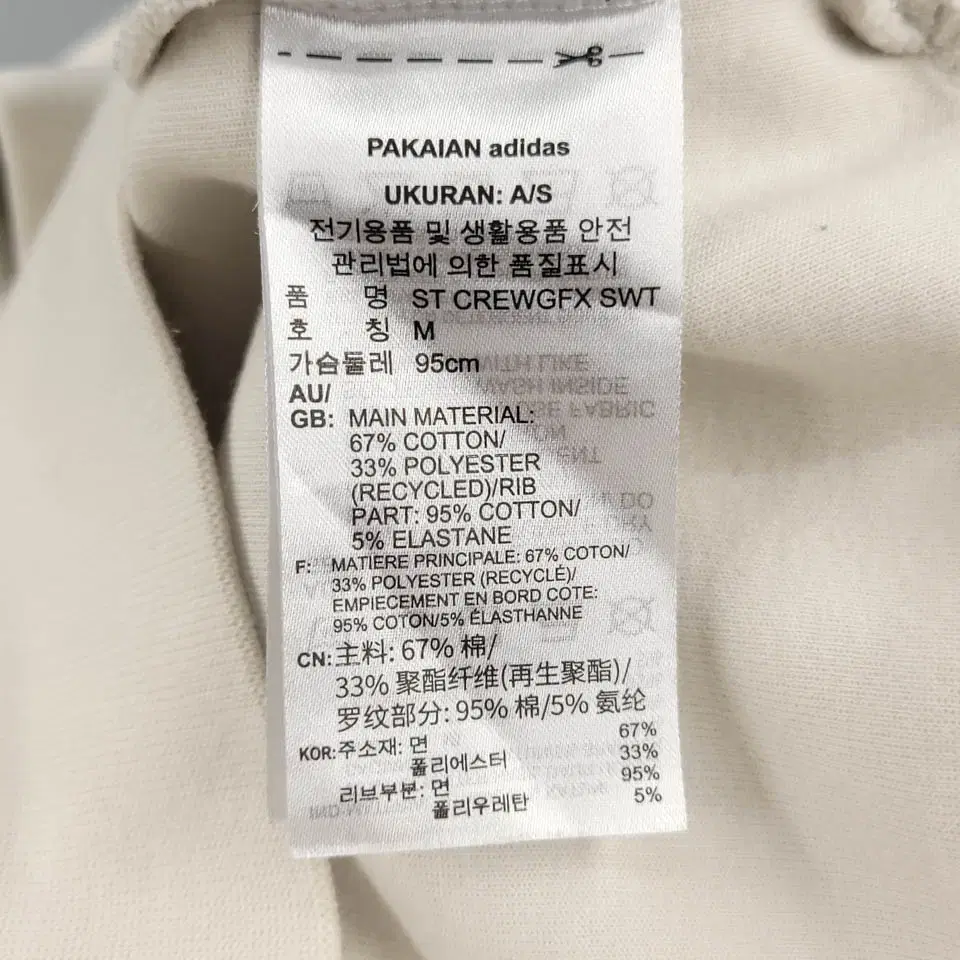 PAKAIAN adidas
UKURAN: A/S
전기용품 및 생활용품 안전
관리법에 의한 품질표시
품 명 ST CREWGFX SWT
호 칭 M
가슴둘레 95cm
AU/
GB: MAIN MATERIAL:
67% COTTON/
33% POLYESTER
(RECYCLED)/RIB
PART: 95% COTTON/
5% ELASTANE
F: MATIERE PRINCIPALE: 67% COTON/
33% POLYESTER (RECYCLÉ)/
EMPIECEMENT EN BORD COTE:
95% COTON/5% ÉLASTHANNE
CN: 主料: 67% 棉/
33% 聚酯纤维(再生聚酯)/
罗纹部分: 95% 棉/5% 氨纶
KOR: 주소재: 면 67%
폴리에스터 33%
리브부분: 면 95%
폴리우레탄 5%